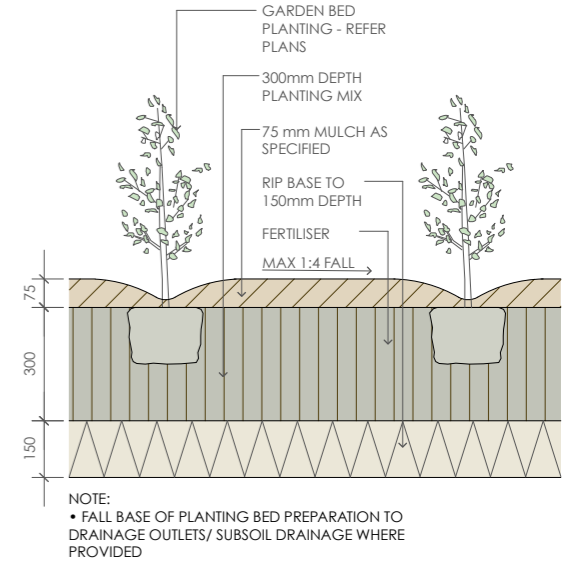 GARDEN BED
PLANTING - REFER
PLANS
300mm DEPTH
PLANTING MIX
75 mm MULCH AS
SPECIFIED
RIP BASE TO
150mm DEPTH
FERTILISER
MAX 1:4 FALL
75
300
150
NOTE:
• FALL BASE OF PLANTING BED PREPARATION TO
DRAINAGE OUTLETS/ SUBSOIL DRAINAGE WHERE
PROVIDED